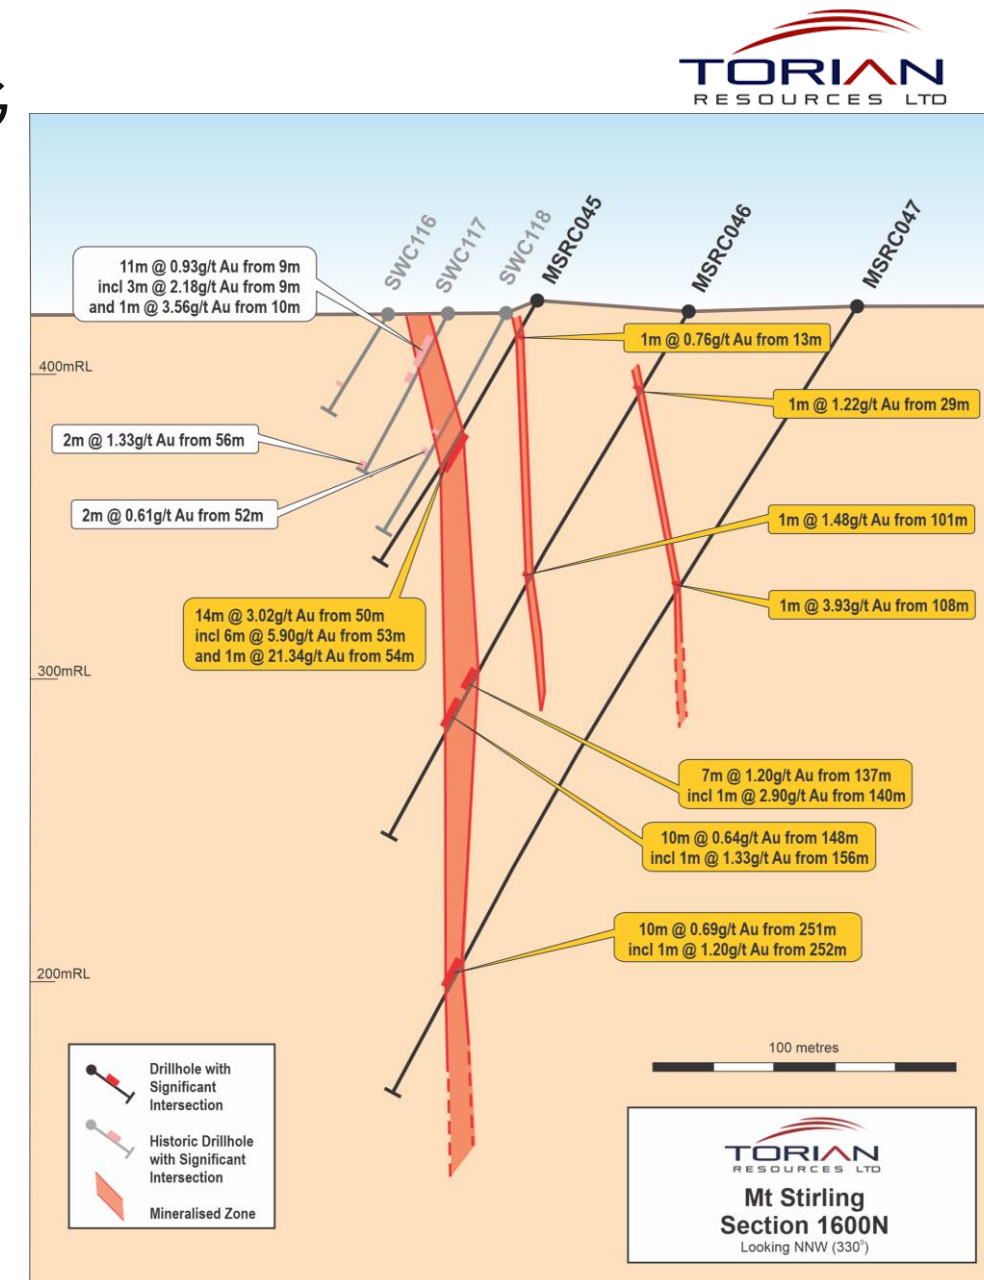 TORIAN
RESOURCES LTD
SWC116
SWC117
SWC118
MSRC045
MSRC046
MSRC047
11m @ 0.93g/t Au from 9m
incl 3m @ 2.18g/t Au from 9m
and 1m @ 3.56g/t Au from 10m
1m @ 0.76g/t Au from 13m
400mRL
1m @ 1.22g/t Au from 29m
2m @ 1.33g/t Au from 56m
2m @ 0.61g/t Au from 52m
1m @ 1.48g/t Au from 101m
1m @ 3.93g/t Au from 108m
14m @ 3.02g/t Au from 50m
incl 6m @ 5.90g/t Au from 53m
and 1m @ 21.34g/t Au from 54m
300mRL
7m @ 1.20g/t Au from 137m
incl 1m @ 2.90g/t Au from 140m
10m @ 0.64g/t Au from 148m
incl 1m @ 1.33g/t Au from 156m
10m @ 0.69g/t Au from 251m
incl 1m @ 1.20g/t Au from 252m
200mRL
100 metres
Drillhole with
Significant
Intersection
Historic Drillhole
with Significant
Intersection
Mineralised Zone
TORIAN
RESOURCES LTD
Mt Stirling
Section 1600N
Looking NNW (330°)